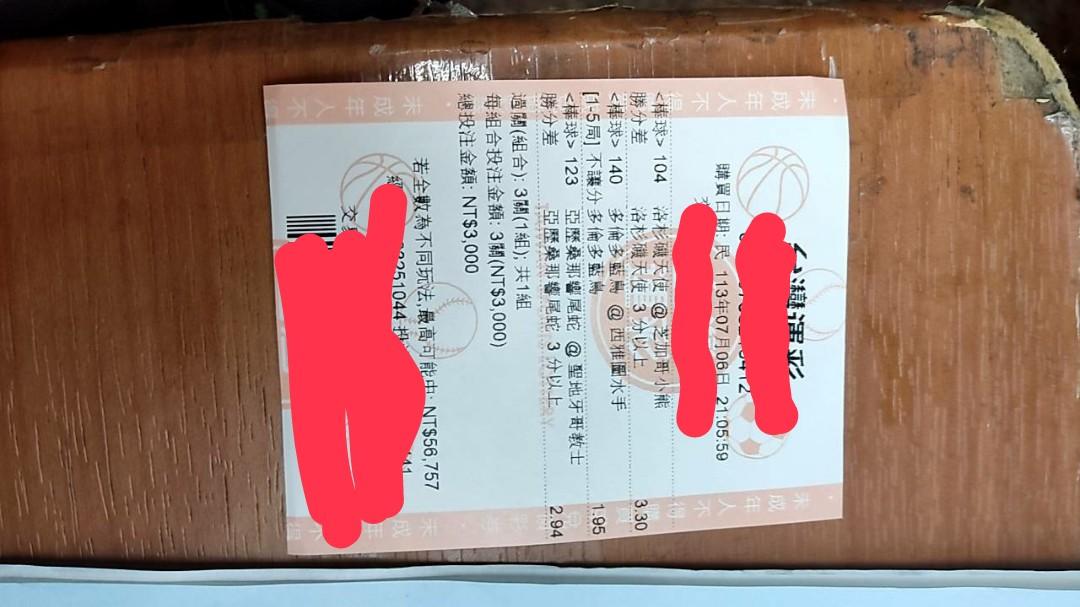 台灣運彩
購買日期: 民 113年07月06日 21:05:59
<棒球> 104 洛杉磯天使 @ 芝加哥小熊
勝分差 洛杉磯天使 3 分以上 3.30
<棒球> 140 多倫多藍鳥 @ 西雅圖水手
[1-5 局] 不讓分 多倫多藍鳥 1.95
<棒球> 123 亞歷桑那響尾蛇 @ 聖地牙哥教士
勝分差 亞歷桑那響尾蛇 3 分以上 2.94
過關(組合): 3關(1組); 共1組
每組合投注金額: 3關(NT$3,000)
總投注金額: NT$3,000
若全數為不同玩法,最高可能中: NT$56,757
251044